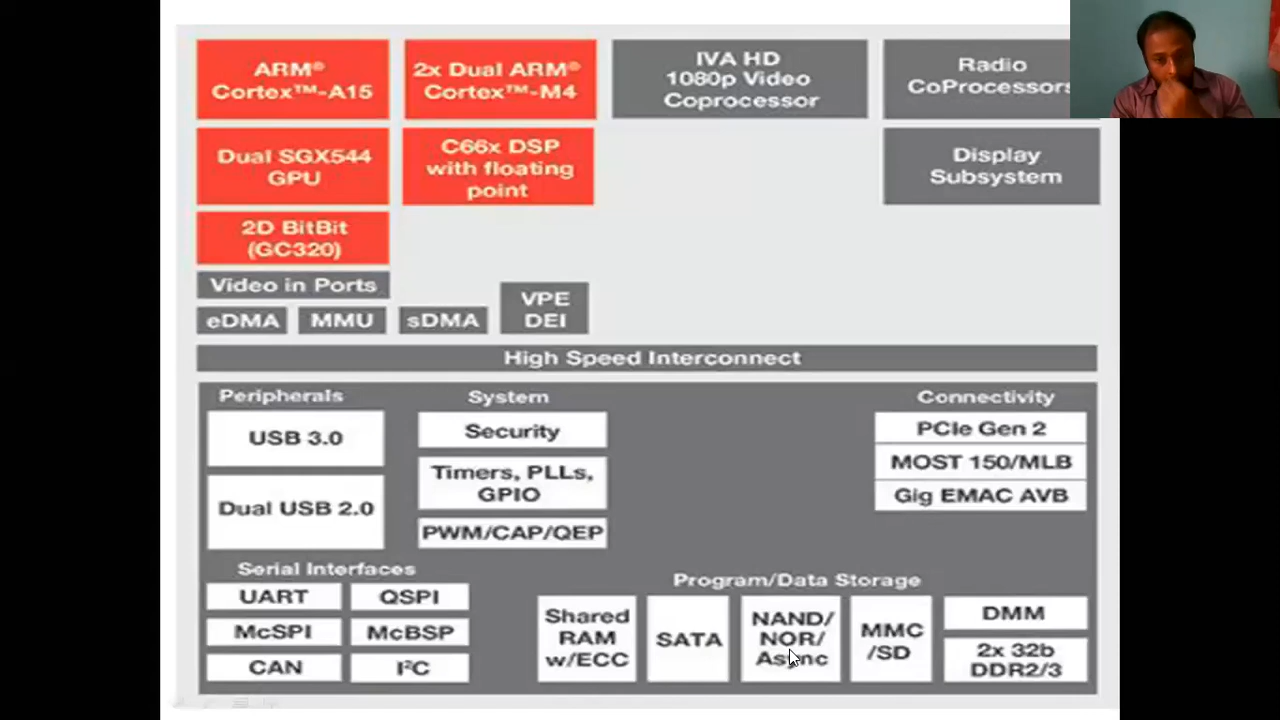 ARM®
Cortex™-A15
2x Dual ARM®
Cortex™-M4
IVA HD
1080p Video
Coprocessor
Radio
CoProcessors
Dual SGX544
GPU
C66x DSP
with floating
point
Display
Subsystem
2D BitBit
(GC320)
Video in Ports
eDMA
MMU
sDMA
VPE
DEI
High Speed Interconnect
Peripherals
USB 3.0
Dual USB 2.0
System
Security
Timers, PLLs,
GPIO
PWM/CAP/QEP
Connectivity
PCIe Gen 2
MOST 150/MLB
Gig EMAC AVB
Serial Interfaces
UART
QSPI
McSPI
McBSP
CAN
I²C
Program/Data Storage
Shared
RAM
w/ECC
SATA
NAND/
NOR/
Async
MMC
/SD
DMM
2x 32b
DDR2/3